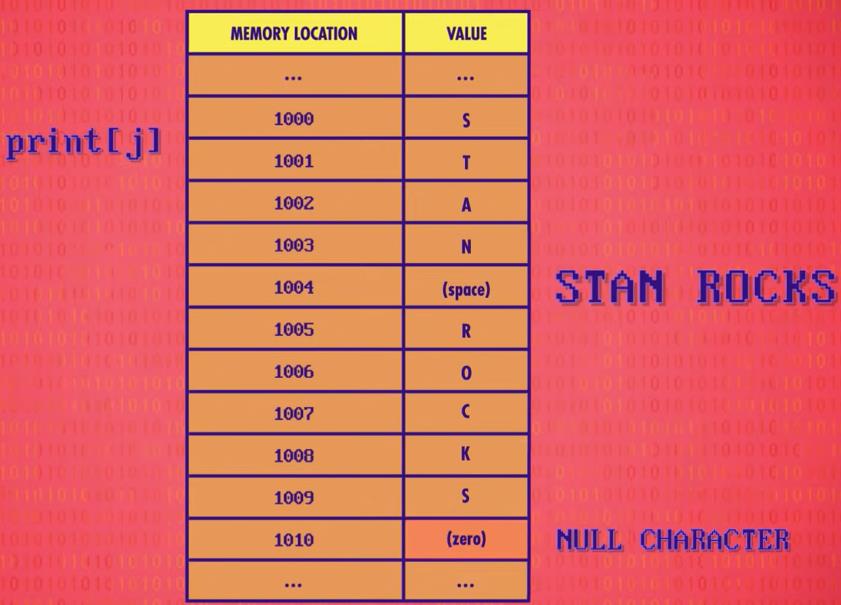 MEMORY LOCATION VALUE
... ...
1000 S
print[j]
1001 T
1002 A
1003 N
1004 (space)
STAN ROCKS
1005 R
1006 O
1007 C
1008 K
1009 S
1010 (zero)
NULL CHARACTER
... ...